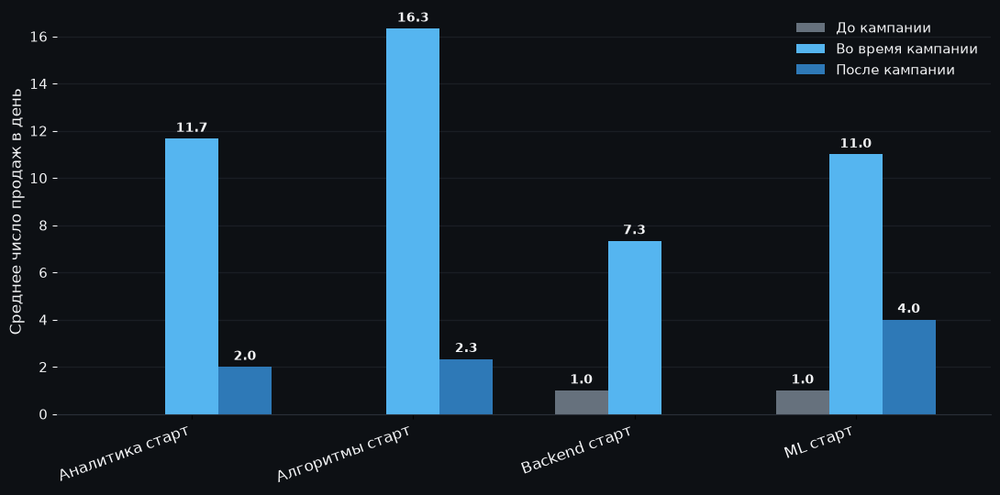 До кампании
Во время кампании
После кампании
Среднее число продаж в день
16
14
12
10
8
6
4
2
0
11.7
2.0
16.3
2.3
1.0
7.3
1.0
11.0
4.0
Аналитика старт
Алгоритмы старт
Backend старт
ML старт